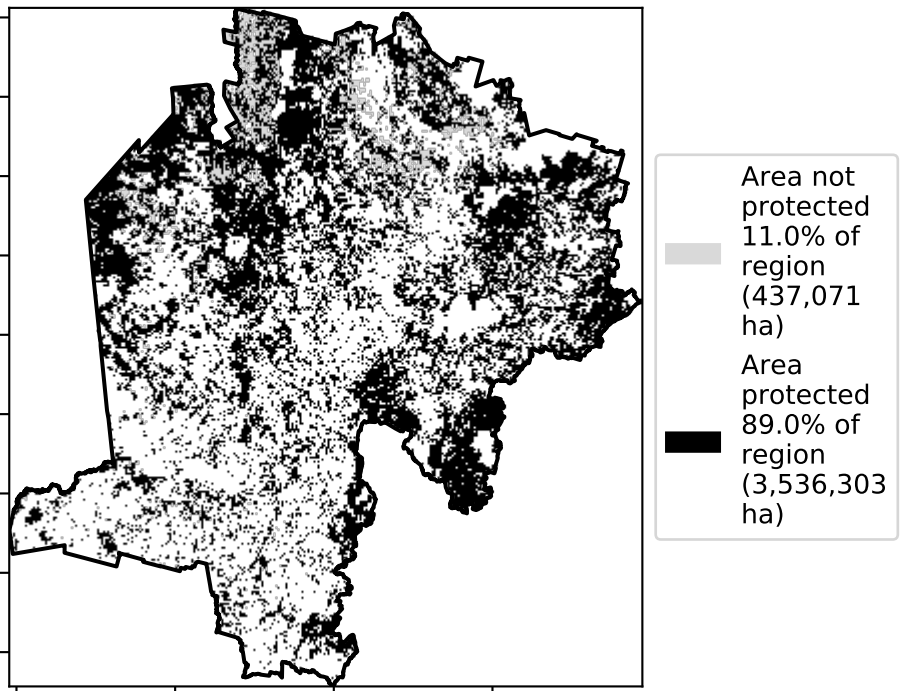 Area not
protected
11.0% of
region
(437,071
ha)
Area
protected
89.0% of
region
(3,536,303
ha)